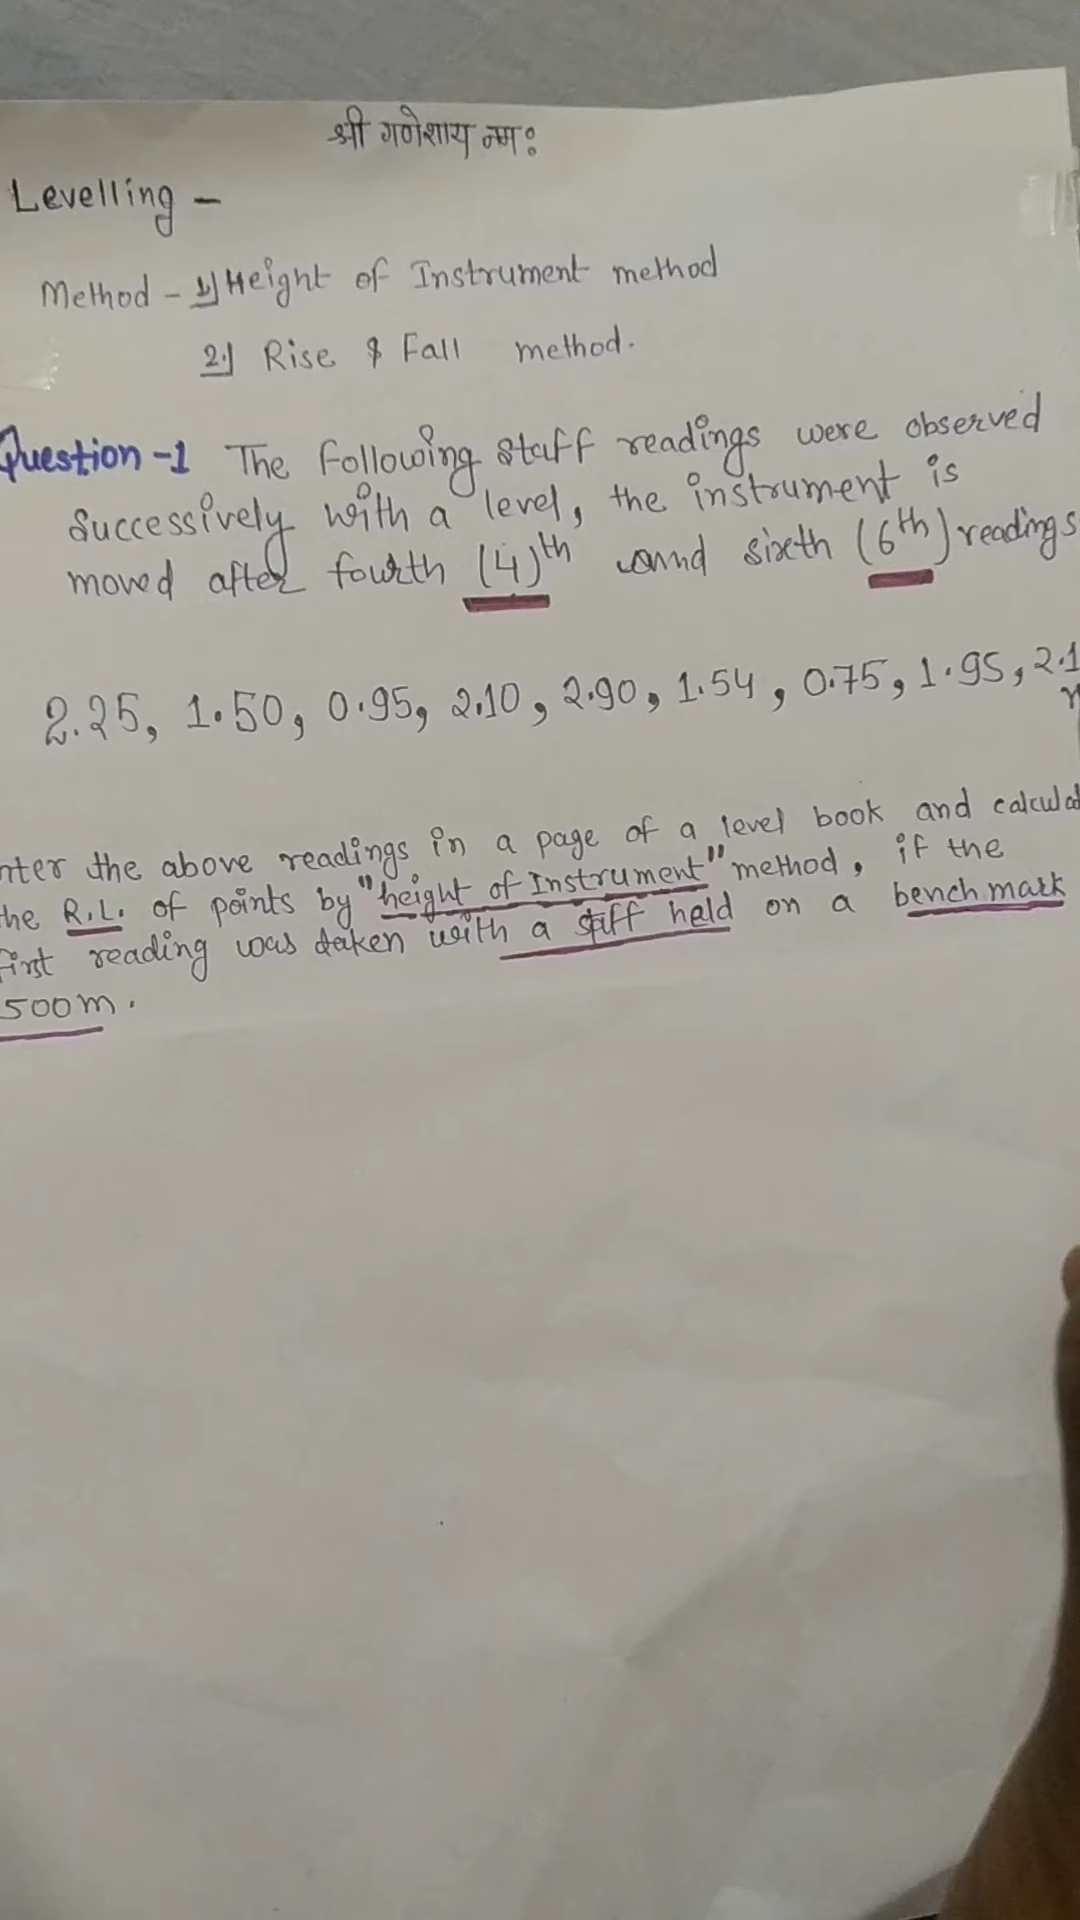 श्री गणेशाय नमः
Levelling -
Method - 1) Height of Instrument method
2.) Rise & Fall method.
Question -1 The following staff readings were observed
successively with a level, the instrument is
moved after fourth (4)th and sixth (6th) readings
2.25, 1.50, 0.95, 2.10, 2.90, 1.54, 0.75, 1.95, 2.1
nter the above readings in a page of a level book and calcula
he R.L. of points by "height of Instrument" method, if the
first reading was taken with a staff held on a bench mark
500m.